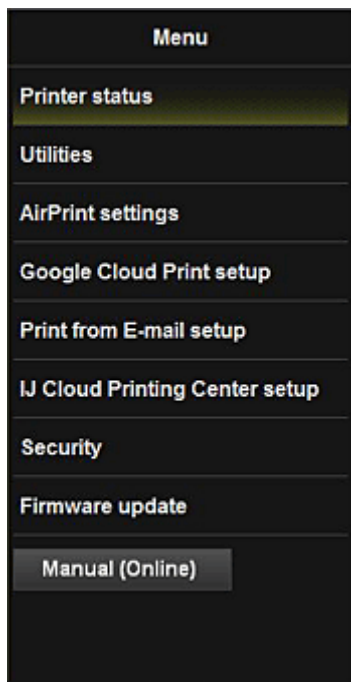 Menu
Printer status
Utilities
AirPrint settings
Google Cloud Print setup
Print from E-mail setup
IJ Cloud Printing Center setup
Security
Firmware update
Manual (Online)